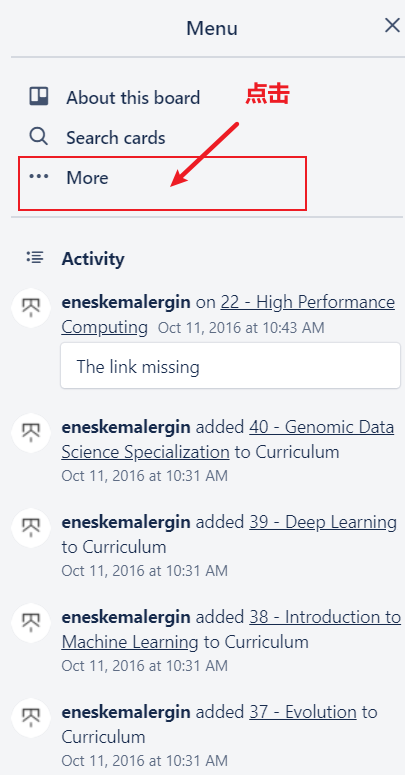 Menu
About this board
点击
Search cards
More
Activity
eneskemalergin on 22 - High Performance
Computing Oct 11, 2016 at 10:43 AM
The link missing
eneskemalergin added 40 - Genomic Data
Science Specialization to Curriculum
Oct 11, 2016 at 10:31 AM
eneskemalergin added 39 - Deep Learning
to Curriculum
Oct 11, 2016 at 10:31 AM
eneskemalergin added 38 - Introduction to
Machine Learning to Curriculum
Oct 11, 2016 at 10:31 AM
eneskemalergin added 37 - Evolution to
Curriculum
Oct 11, 2016 at 10:31 AM